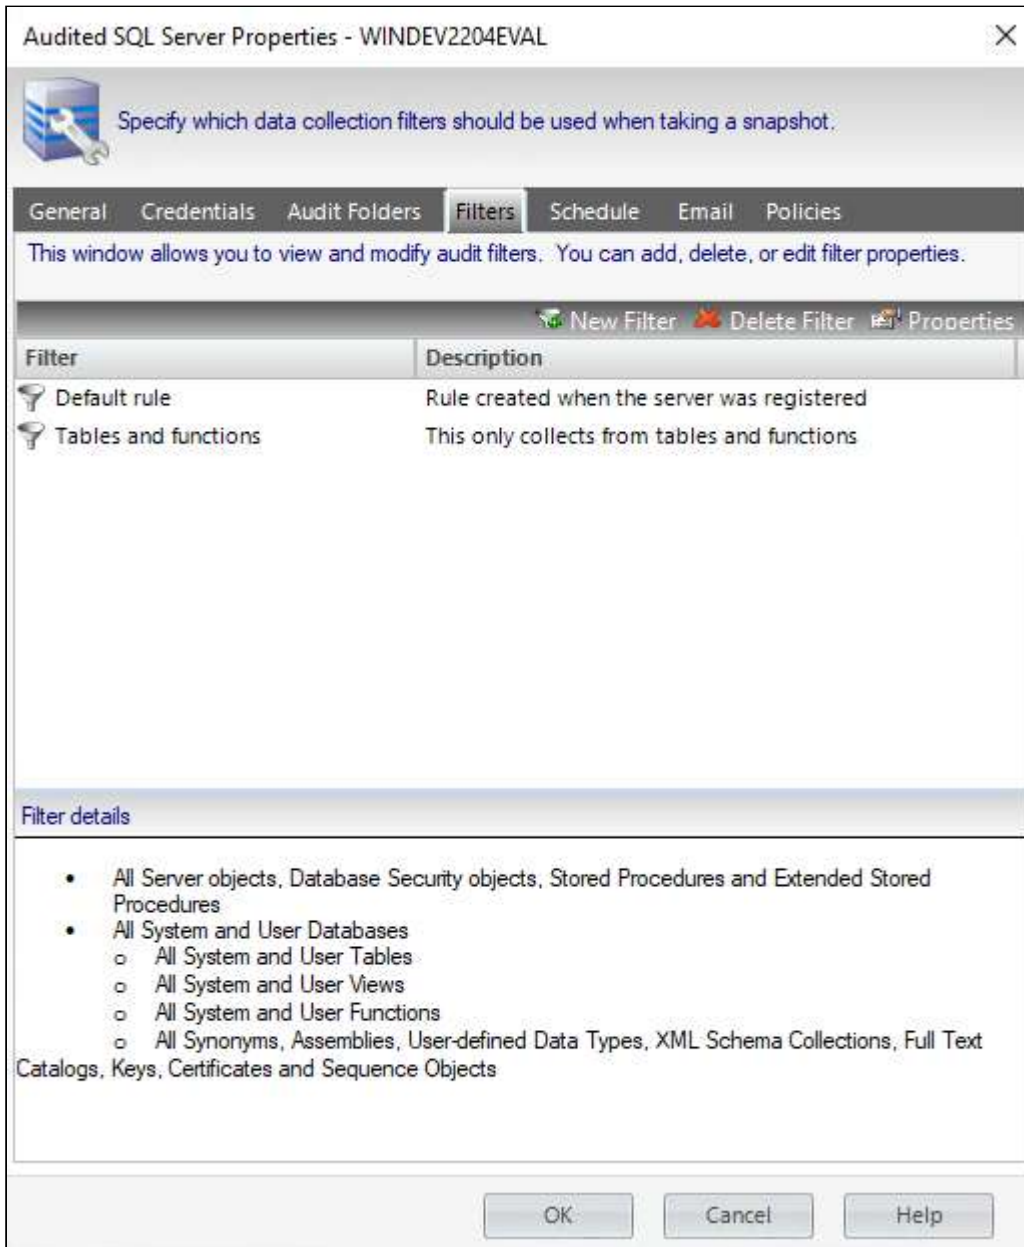 Audited SQL Server Properties - WINDEV2204EVAL
Specify which data collection filters should be used when taking a snapshot.
General Credentials Audit Folders Filters Schedule Email Policies
This window allows you to view and modify audit filters. You can add, delete, or edit filter properties.
New Filter Delete Filter Properties
Filter Description
Default rule Rule created when the server was registered
Tables and functions This only collects from tables and functions
Filter details
• All Server objects, Database Security objects, Stored Procedures and Extended Stored
Procedures
• All System and User Databases
o All System and User Tables
o All System and User Views
o All System and User Functions
o All Synonyms, Assemblies, User-defined Data Types, XML Schema Collections, Full Text
Catalogs, Keys, Certificates and Sequence Objects
OK Cancel Help